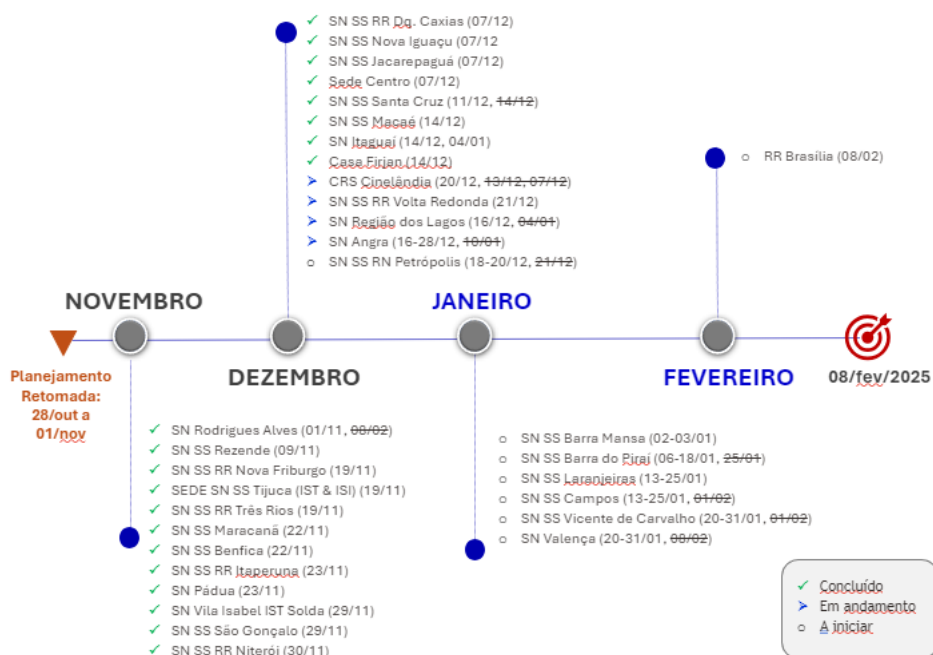 SN SS RR Dq. Caxias (07/12)
SN SS Nova Iguaçu (07/12
SN SS Jacarepaguá (07/12)
Sede Centro (07/12)
SN SS Santa Cruz (11/12, 14/12)
SN SS Macaé (14/12)
SN Itaguaí (14/12, 04/01)
Casa Firjan (14/12)
CRS Cinelândia (20/12, 13/12, 07/12)
SN SS RR Volta Redonda (21/12)
SN Região dos Lagos (16/12, 04/01)
SN Angra (16-28/12, 10/01)
SN SS RN Petrópolis (18-20/12, 21/12)
RR Brasília (08/02)
NOVEMBRO
JANEIRO
Planejamento
Retomada:
28/out a
01/nov
DEZEMBRO
FEVEREIRO
08/fev/2025
SN Rodrigues Alves (01/11, 08/02)
SN SS Rezende (09/11)
SN SS RR Nova Friburgo (19/11)
SEDE SN SS Tijuca (IST & ISI) (19/11)
SN SS RR Três Rios (19/11)
SN SS Maracanã (22/11)
SN SS Benfica (22/11)
SN SS RR Itaperuna (23/11)
SN Pádua (23/11)
SN Vila Isabel IST Solda (29/11)
SN SS São Gonçalo (29/11)
SN SS RR Niterói (30/11)
SN SS Barra Mansa (02-03/01)
SN SS Barra do Piraí (06-18/01, 25/01)
SN SS Laranjeiras (13-25/01)
SN SS Campos (13-25/01, 01/02)
SN SS Vicente de Carvalho (20-31/01, 01/02)
SN Valença (20-31/01, 08/02)
Concluído
Em andamento
A iniciar